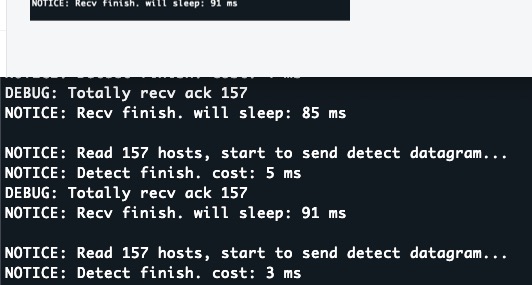 NOTICE: Recv finish. will sleep: 91 ms
DEBUG: Totally recv ack 157
NOTICE: Recv finish. will sleep: 85 ms
NOTICE: Read 157 hosts, start to send detect datagram...
NOTICE: Detect finish. cost: 5 ms
DEBUG: Totally recv ack 157
NOTICE: Recv finish. will sleep: 91 ms
NOTICE: Read 157 hosts, start to send detect datagram...
NOTICE: Detect finish. cost: 3 ms